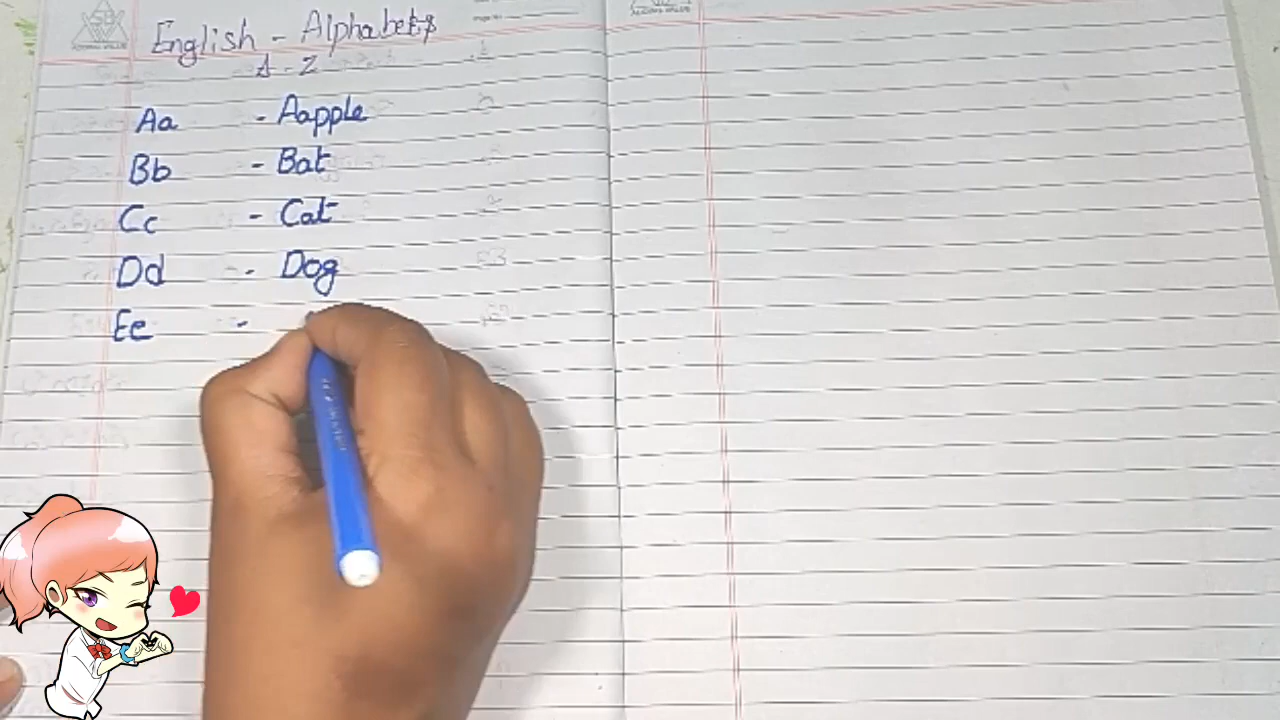 English - Alphabets
A - Z
Aa - Aapple
Bb - Bat
Cc - Cat
Dd - Dog
Ee -